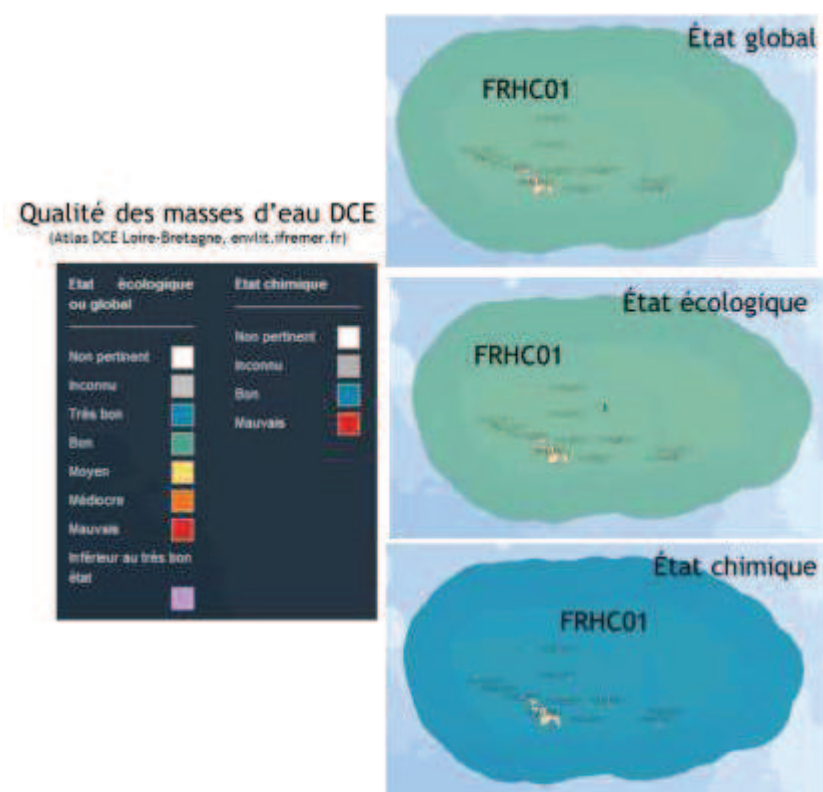 Qualité des masses d'eau DCE
(Atlas DCE Loire-Bretagne, envlit.ifremer.fr)
Etat écologique
ou global
Non pertinent
Inconnu
Très bon
Bon
Moyen
Médiocre
Mauvais
Inférieur au très bon
état
Etat chimique
Non pertinent
Inconnu
Bon
Mauvais
État global
FRHC01
État écologique
FRHC01
État chimique
FRHC01